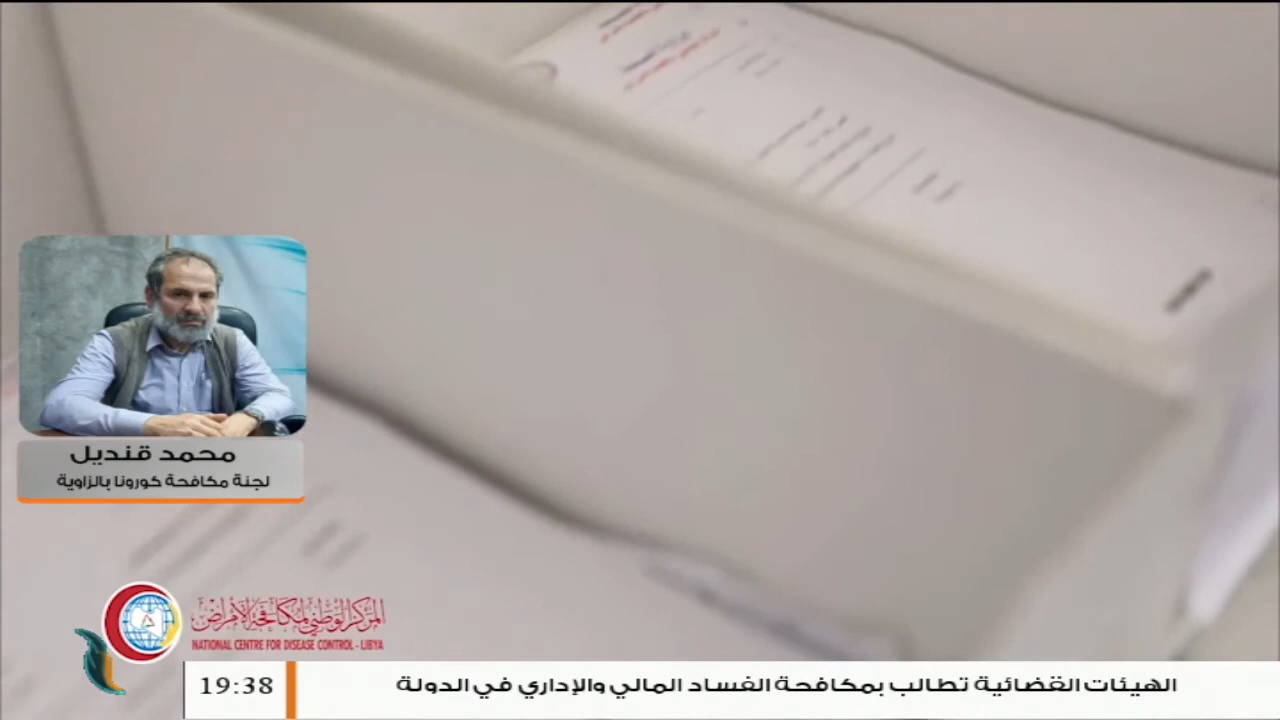 محمد قنديل
لجنة مكافحة كورونا بالزاوية
المركز الوطني لمكافحة الأمراض
NATIONAL CENTRE FOR DISEASE CONTROL - LIBYA
19:38
الهيئات القضائية تطالب بمكافحة الفساد المالي والإداري في الدولة